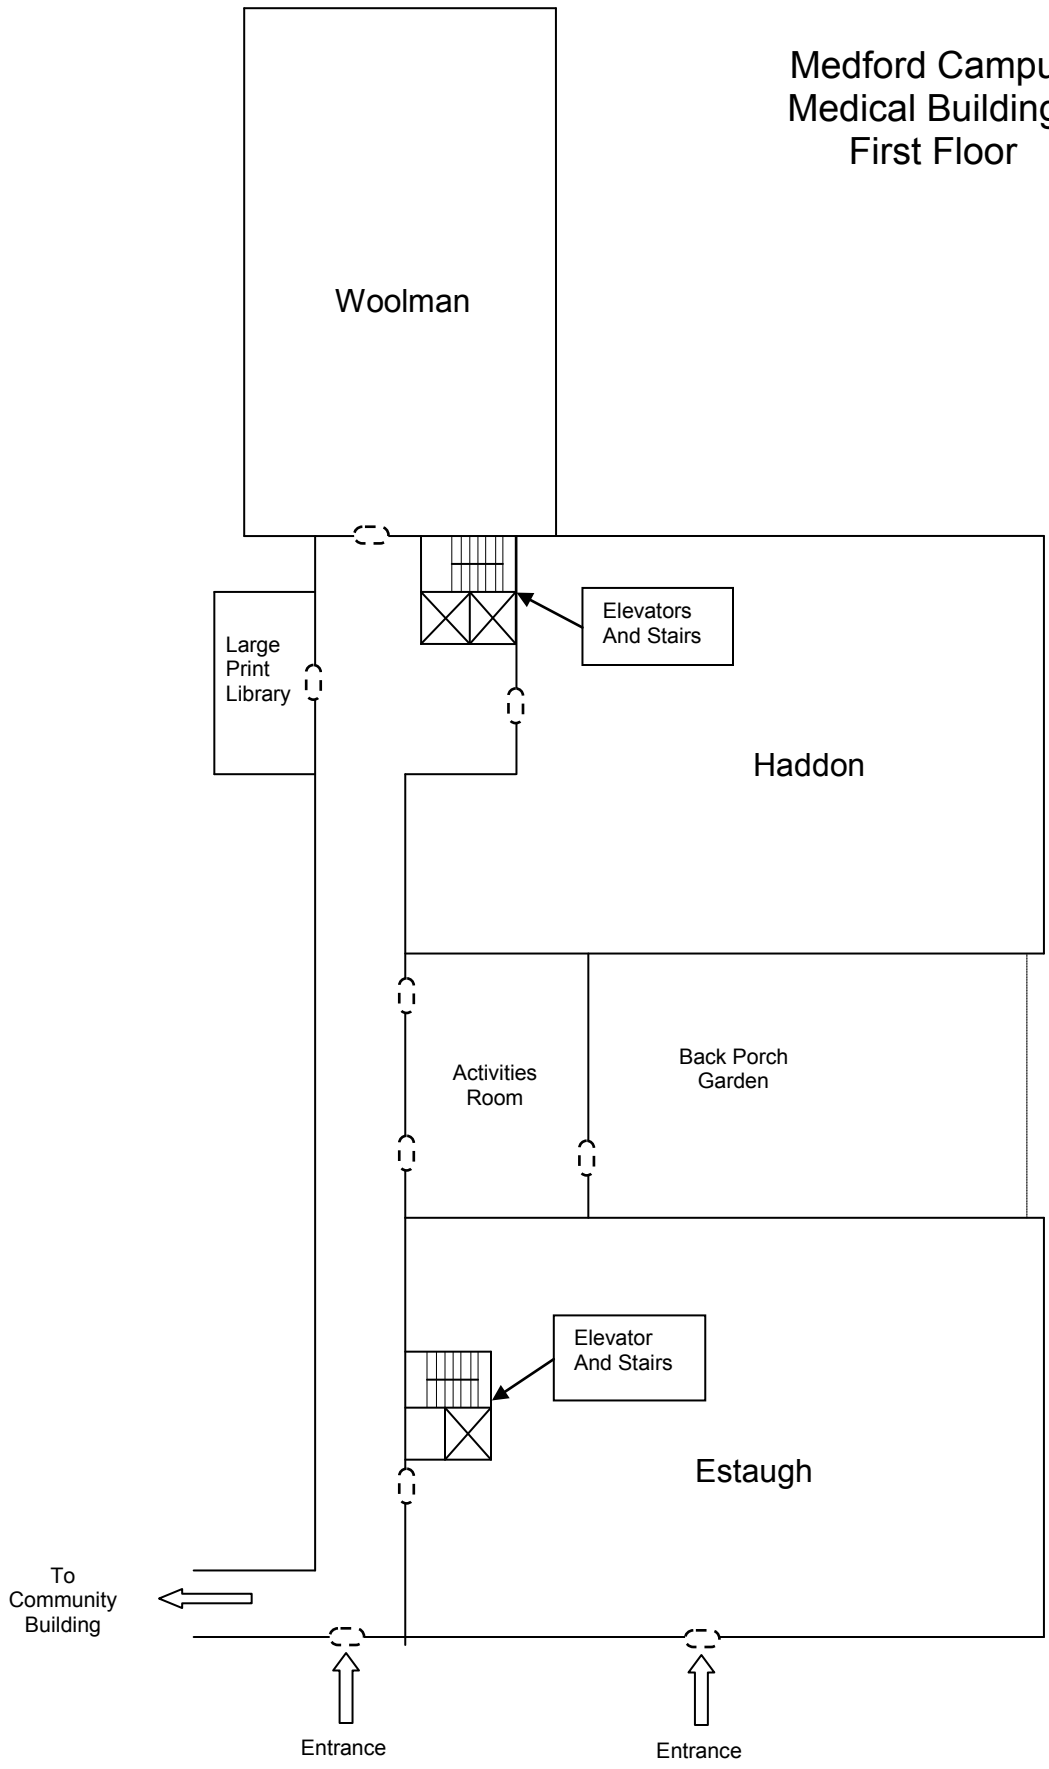 Medford Campu
Medical Building
First Floor
Woolman
Elevators
And Stairs
Large
Print
Library
Haddon
Activities
Room
Back Porch
Garden
Elevator
And Stairs
Estaugh
To
Community
Building
Entrance
Entrance